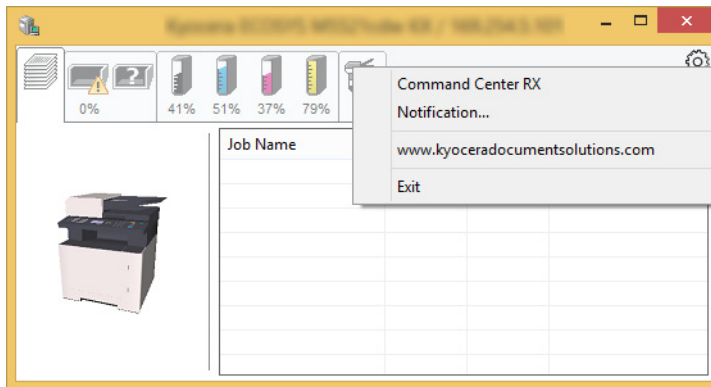 0%
41%
51%
37%
79%
Command Center RX
Notification...
www.kyoceradocumentsolutions.com
Exit
Job Name